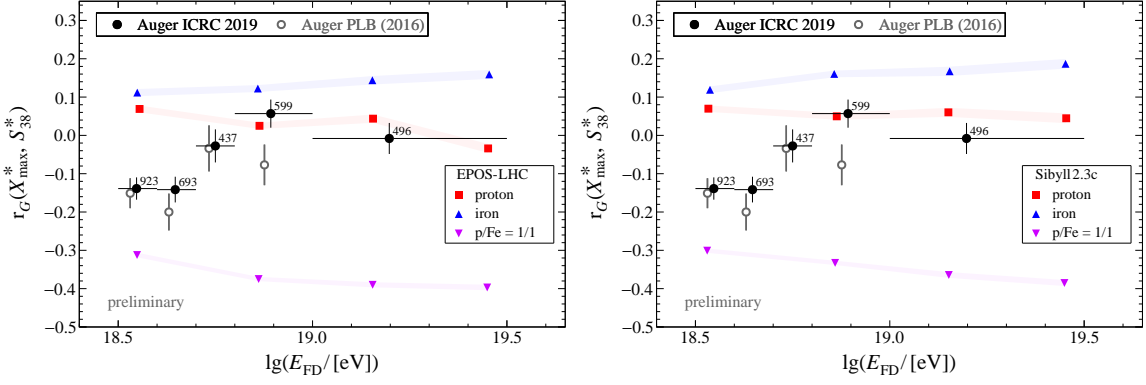 Auger ICRC 2019 Auger PLB (2016)
0.3
0.2
0.1
0.0
−0.1
−0.2
−0.3
−0.4
−0.5
r_G(X*_max, S*_38)
599
437
496
923
693
EPOS-LHC
proton
iron
p/Fe = 1/1
preliminary
18.5 19.0 19.5
lg(E_FD/[eV])
Auger ICRC 2019 Auger PLB (2016)
0.3
0.2
0.1
0.0
−0.1
−0.2
−0.3
−0.4
−0.5
r_G(X*_max, S*_38)
599
437
496
923
693
Sibyll 2.3c
proton
iron
p/Fe = 1/1
preliminary
18.5 19.0 19.5
lg(E_FD/[eV])